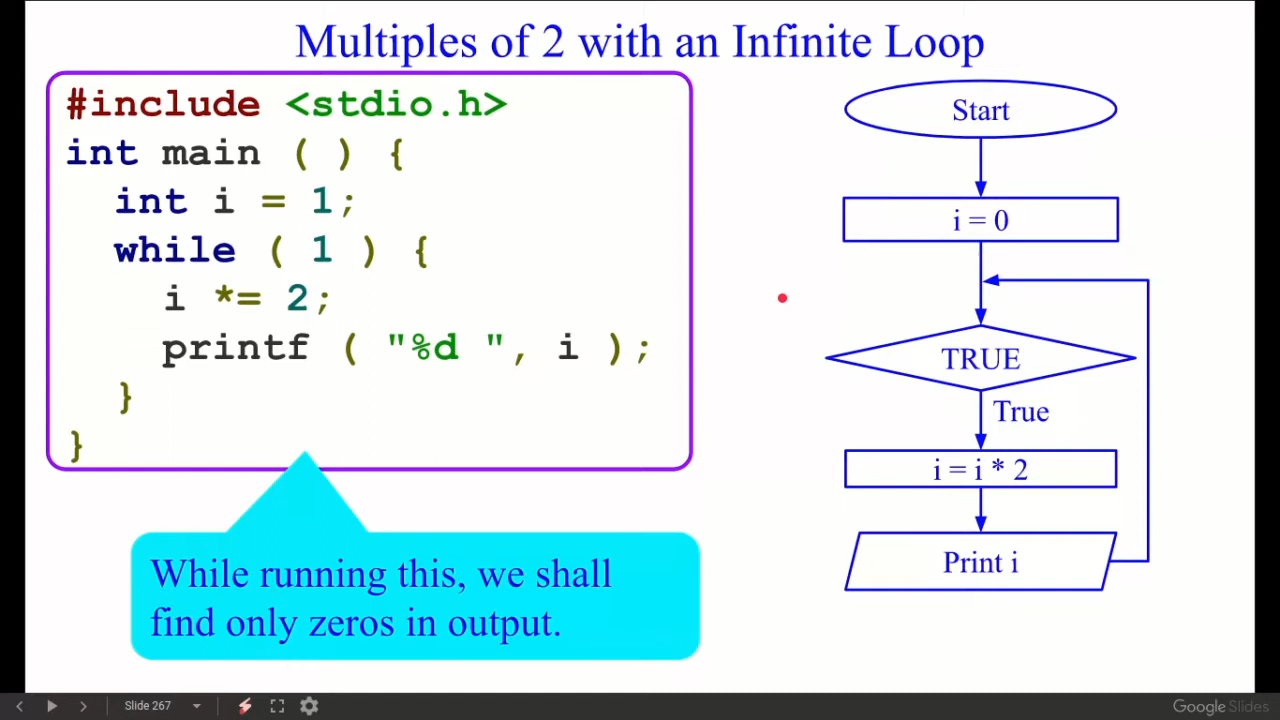 Multiples of 2 with an Infinite Loop
#include <stdio.h>
int main ( ) {
int i = 1;
while ( 1 ) {
i *= 2;
printf ( "%d ", i );
}
}
While running this, we shall
find only zeros in output.
Start
i = 0
TRUE
True
i = i * 2
Print i
Slide 267
Google Slides